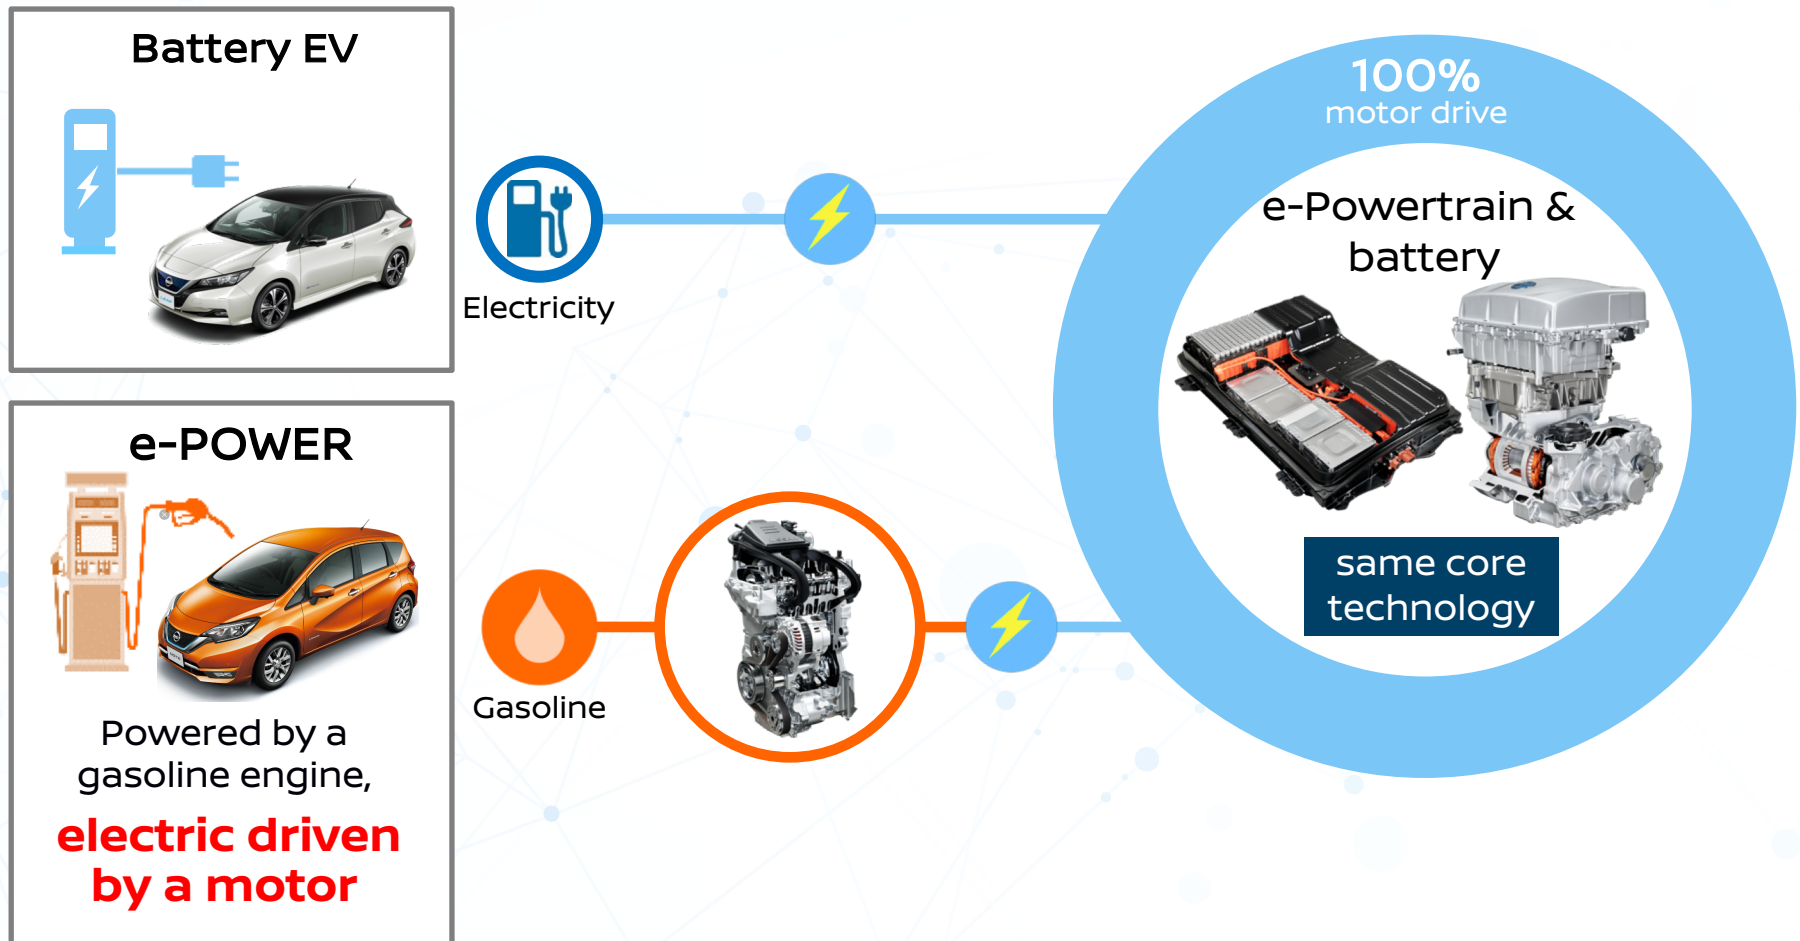 Battery EV
Electricity
100%
motor drive
e-Powertrain &
battery
same core
technology
e-POWER
Gasoline
Powered by a
gasoline engine,
electric driven
by a motor